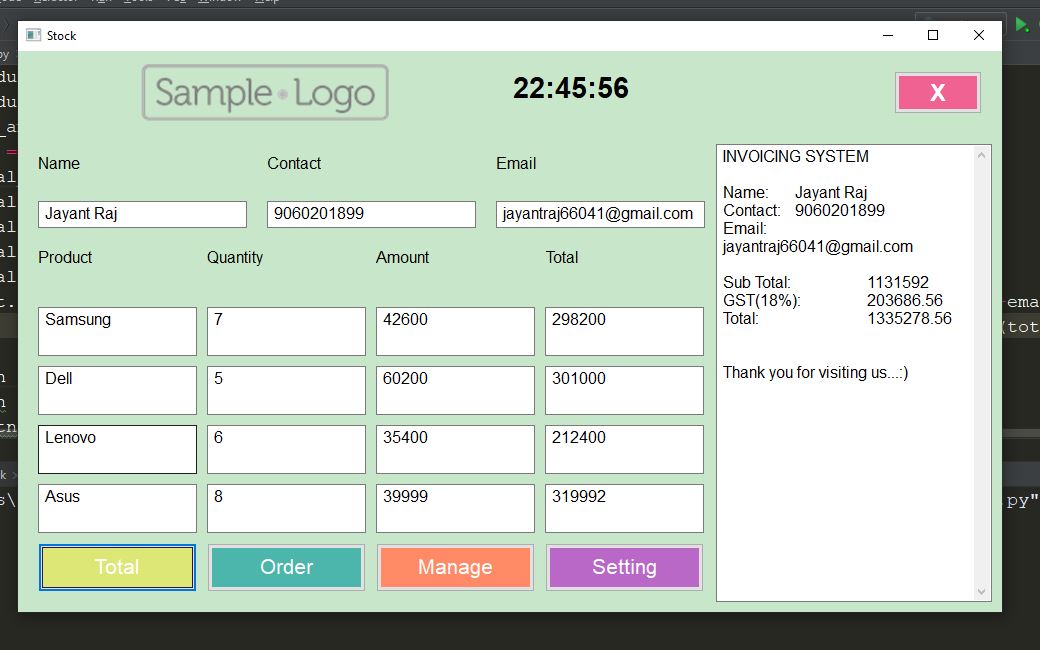 Stock
Sample Logo
22:45:56
X
Name Contact Email
Jayant Raj 9060201899 jayantraj66041@gmail.com
Product Quantity Amount Total
Samsung 7 42600 298200
Dell 5 60200 301000
Lenovo 6 35400 212400
Asus 8 39999 319992
Total Order Manage Setting
INVOICING SYSTEM
Name: Jayant Raj
Contact: 9060201899
Email:
jayantraj66041@gmail.com
Sub Total: 1131592
GST(18%): 203686.56
Total: 1335278.56
Thank you for visiting us...:)